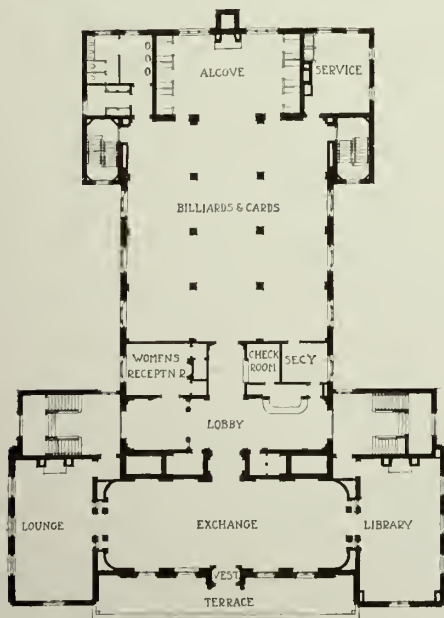 ALCOVE
SERVICE
BILLIARDS & CARDS
WOMENS
RECEPTN R.
CHECK
ROOM
SECY
LOBBY
LOUNGE
EXCHANGE
LIBRARY
VEST
TERRACE